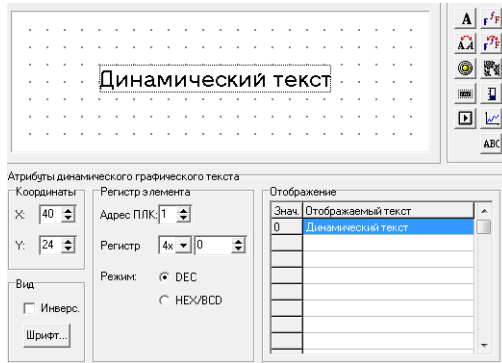 Динамический текст
A
F f F
ABC
Атрибуты динамического графического текста
Координаты
X: 40
Y: 24
Вид
Инверс.
Шрифт...
Регистр элемента
Адрес ПЛК: 1
Регистр 4x 0
Режим: DEC
HEX/BCD
Отображение
Знач. Отображаемый текст
0 Динамический текст